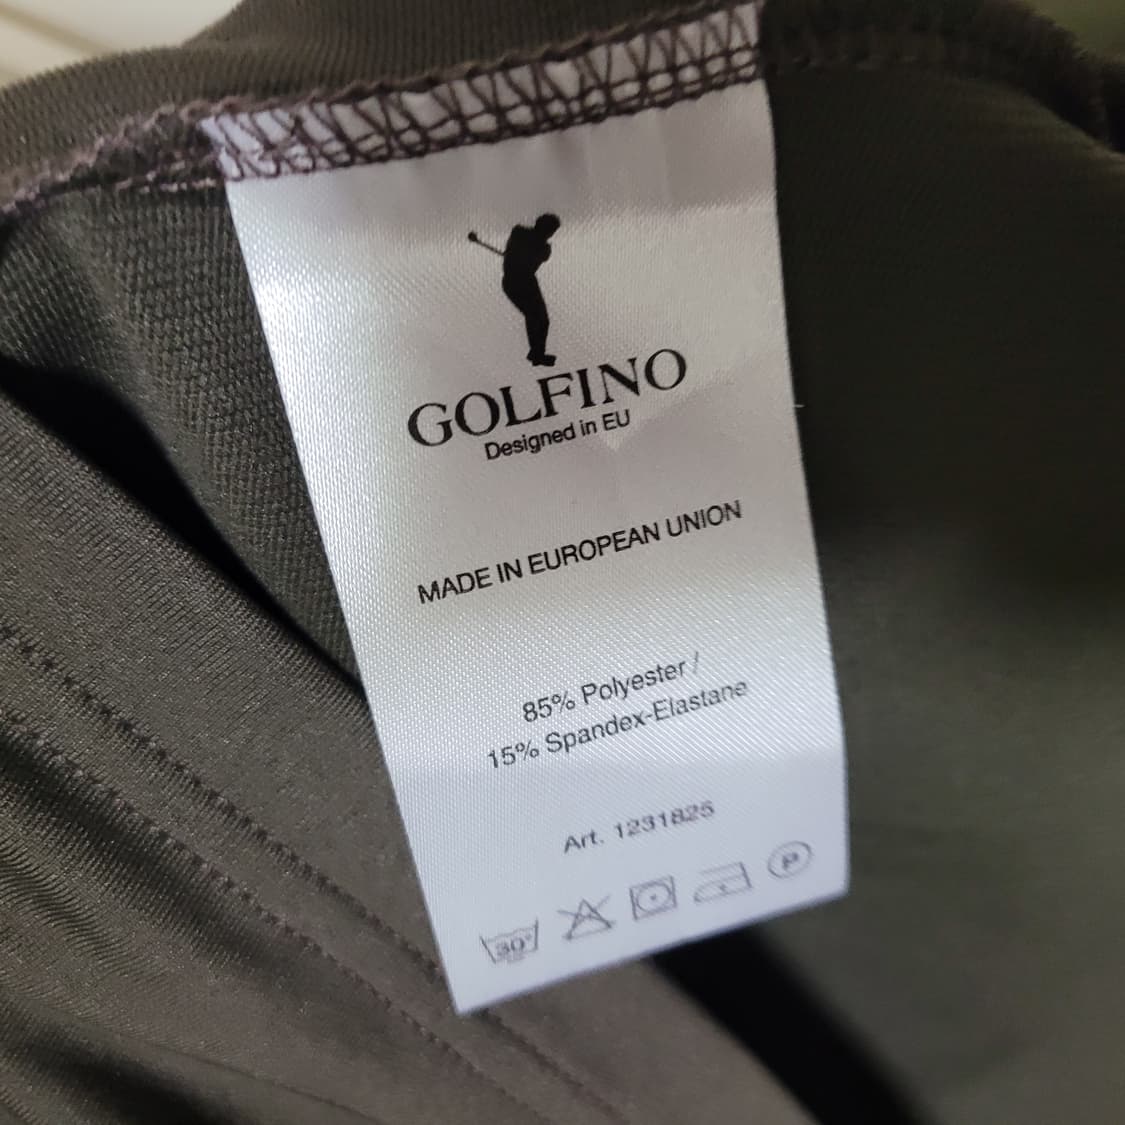 GOLFINO
Designed in EU
MADE IN EUROPEAN UNION
85% Polyester /
15% Spandex-Elastane
Art. 1231825
30°
P